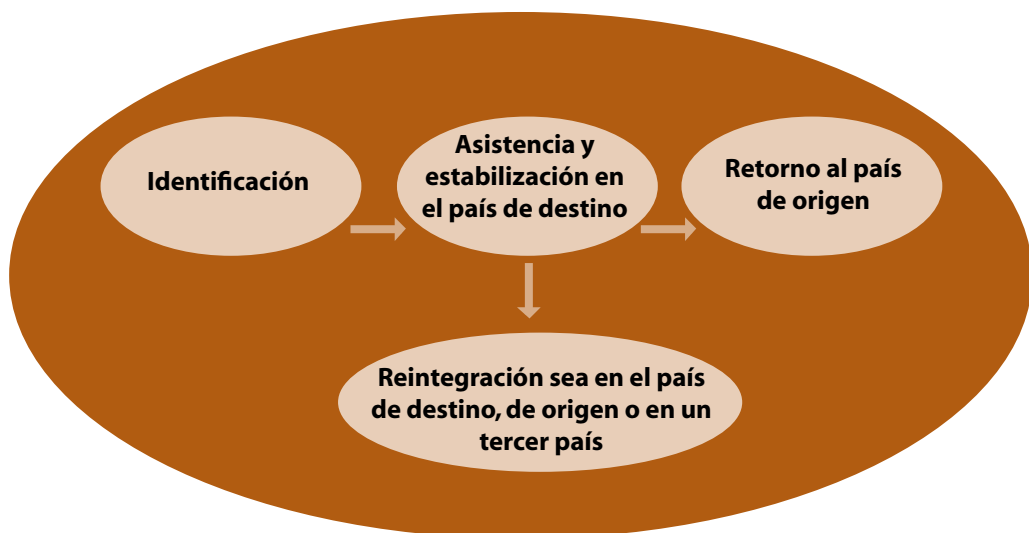 Identificación
Asistencia y
estabilización en
el país de destino
Retorno al país
de origen
Reintegración sea en el país
de destino, de origen o en un
tercer país